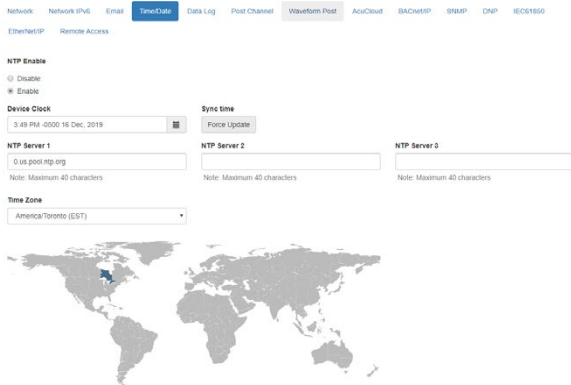 Network Network IPv6 Email Time/Date Data Log Post Channel Waveform Post AcuCloud BACnet/IP SNMP DNP IEC61850
EtherNet/IP Remote Access
NTP Enable
Disable
Enable
Device Clock Sync time
3:49 PM -0500 16 Dec, 2019 Force Update
NTP Server 1 NTP Server 2 NTP Server 3
0.us.pool.ntp.org
Note: Maximum 40 characters Note: Maximum 40 characters Note: Maximum 40 characters
Time Zone
America/Toronto (EST)